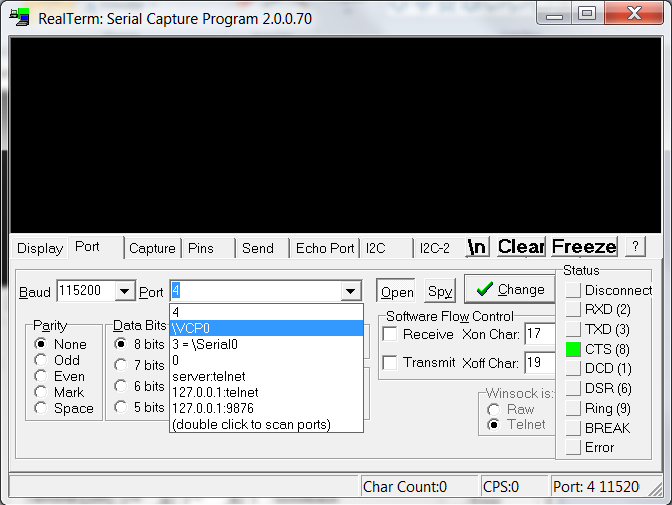 RealTerm: Serial Capture Program 2.0.0.70
Display Port Capture Pins Send Echo Port I2C I2C-2 \n Clear Freeze ?
Baud 115200 Port 4 Open Spy Change
4
\VCP0
3 = \Serial0
0
server:telnet
127.0.0.1:telnet
127.0.0.1:9876
(double click to scan ports)
Parity
None
Odd
Even
Mark
Space
Data Bits
8 bits
7 bits
6 bits
5 bits
Software Flow Control
Receive Xon Char: 17
Transmit Xoff Char: 19
Winsock is:
Raw
Telnet
Status
Disconnect
RXD (2)
TXD (3)
CTS (8)
DCD (1)
DSR (6)
Ring (9)
BREAK
Error
Char Count:0 CPS:0 Port: 4 11520